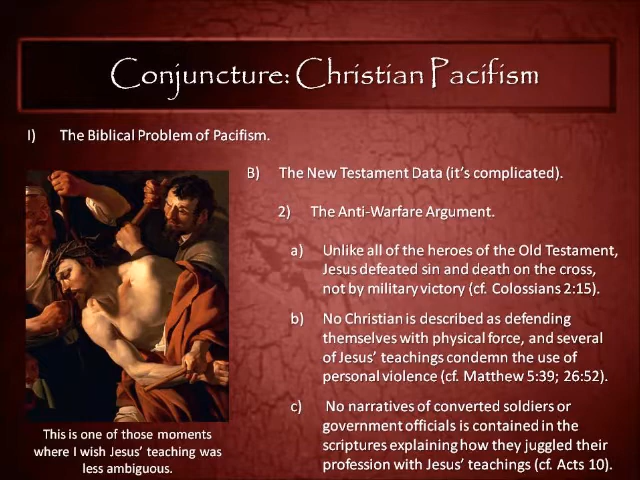 Conjuncture: Christian Pacifism
I) The Biblical Problem of Pacifism.
B) The New Testament Data (it's complicated).
2) The Anti-Warfare Argument.
a) Unlike all of the heroes of the Old Testament,
Jesus defeated sin and death on the cross,
not by military victory (cf. Colossians 2:15).
b) No Christian is described as defending
themselves with physical force, and several
of Jesus' teachings condemn the use of
personal violence (cf. Matthew 5:39; 26:52).
c) No narratives of converted soldiers or
government officials is contained in the
scriptures explaining how they juggled their
profession with Jesus' teachings (cf. Acts 10).
This is one of those moments
where I wish Jesus' teaching was
less ambiguous.